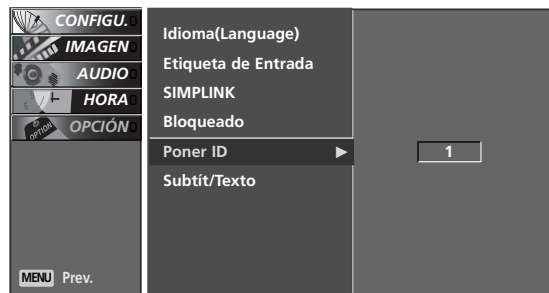 CONFIGU.
IMAGEN
AUDIO
HORA
OPCIÓN
MENU Prev.
Idioma(Language)
Etiqueta de Entrada
SIMPLINK
Bloqueado
Poner ID ▶
Subtít/Texto
1